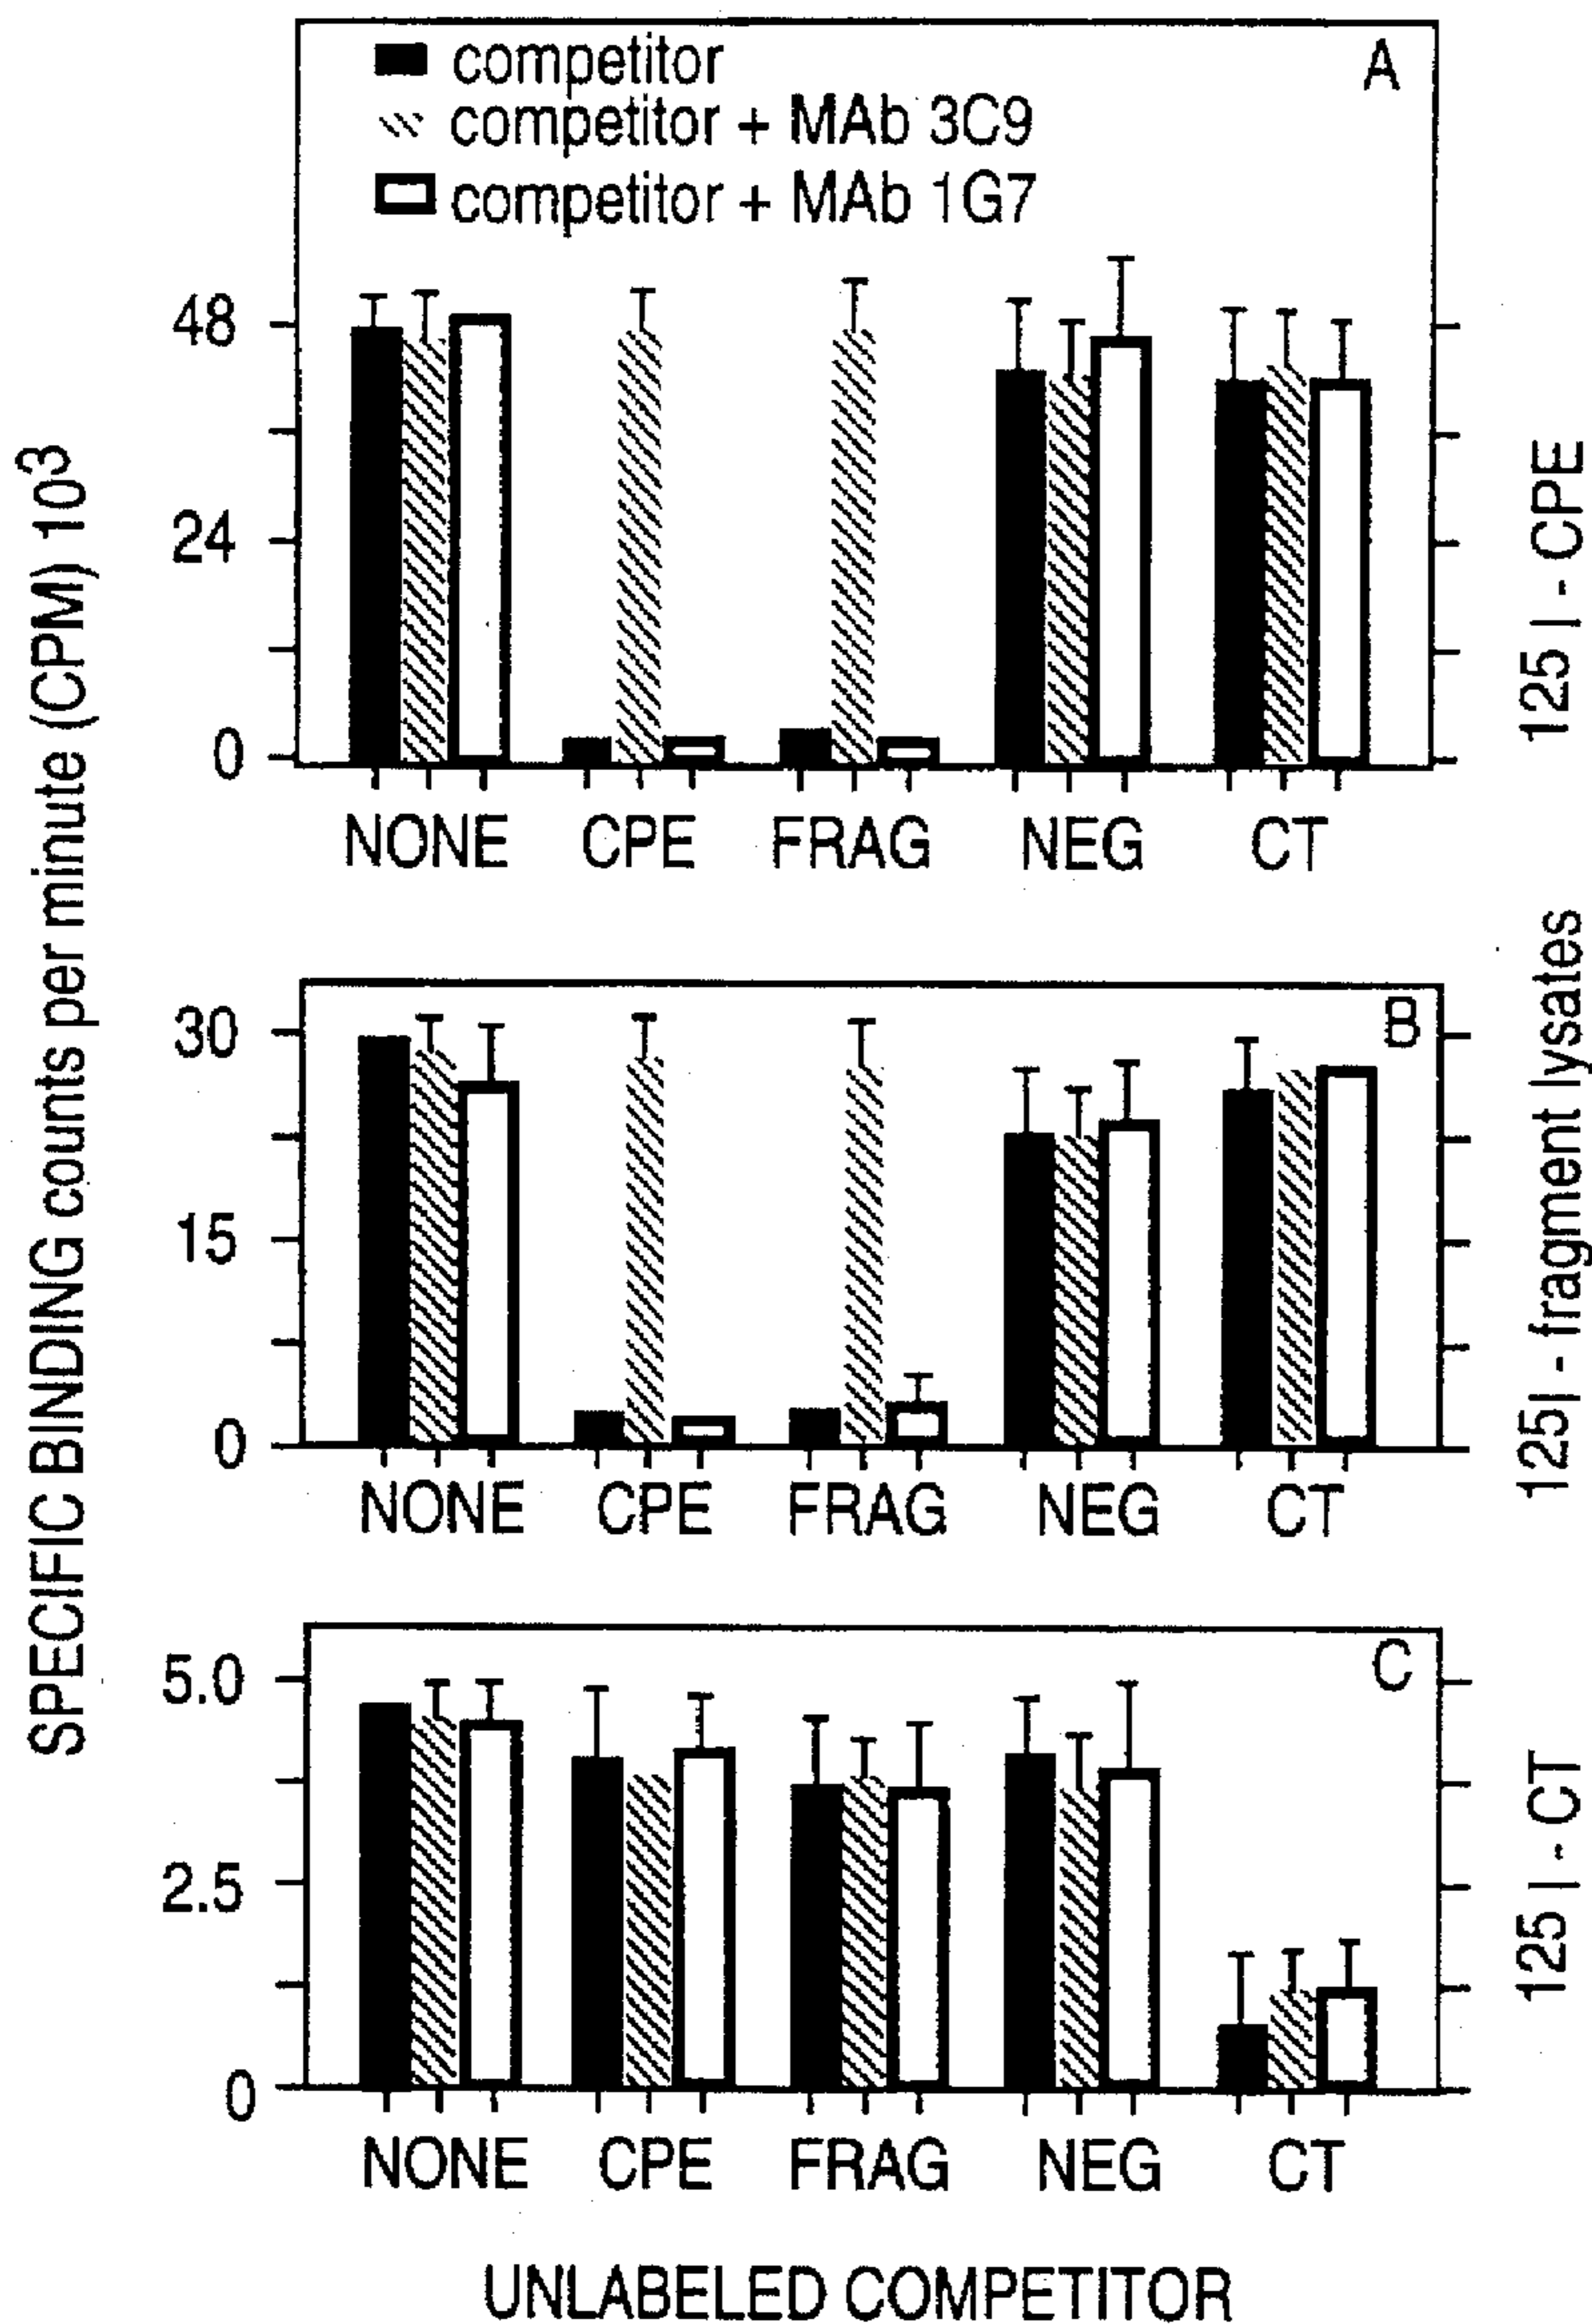 SPECIFIC BINDING counts per minute (CPM) 10³
A
competitor
competitor + MAb 3C9
competitor + MAb 1G7
48
24
0
NONE CPE FRAG NEG CT
125 I - CPE
B
30
15
0
NONE CPE FRAG NEG CT
125 I - fragment lysates
C
5.0
2.5
0
NONE CPE FRAG NEG CT
125 I - CT
UNLABELED COMPETITOR